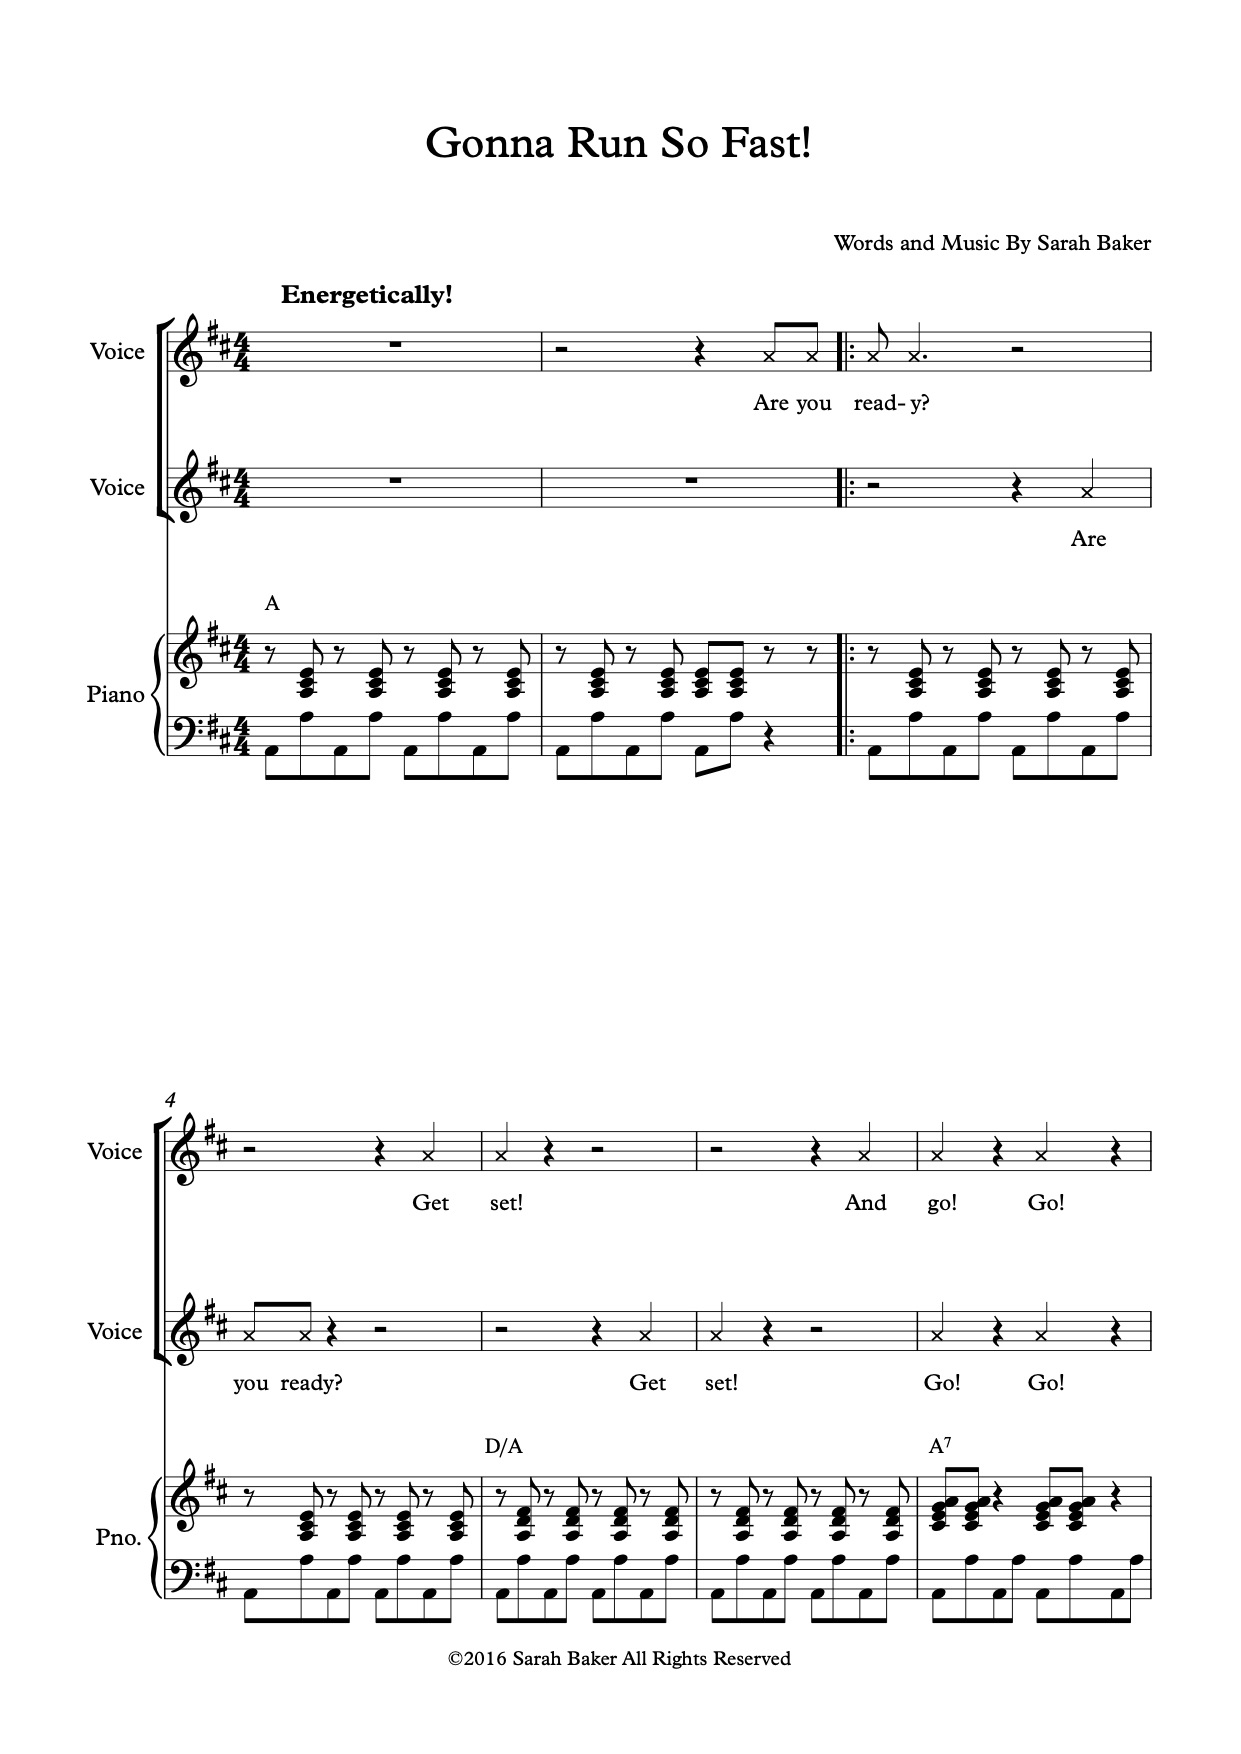 Gonna Run So Fast!
Words and Music By Sarah Baker
Energetically!
Voice
Are you read- y?
Voice
Are
A
Piano
4
Voice
Get set! And go! Go!
Voice
you ready? Get set! Go! Go!
D/A A7
Pno.
©2016 Sarah Baker All Rights Reserved